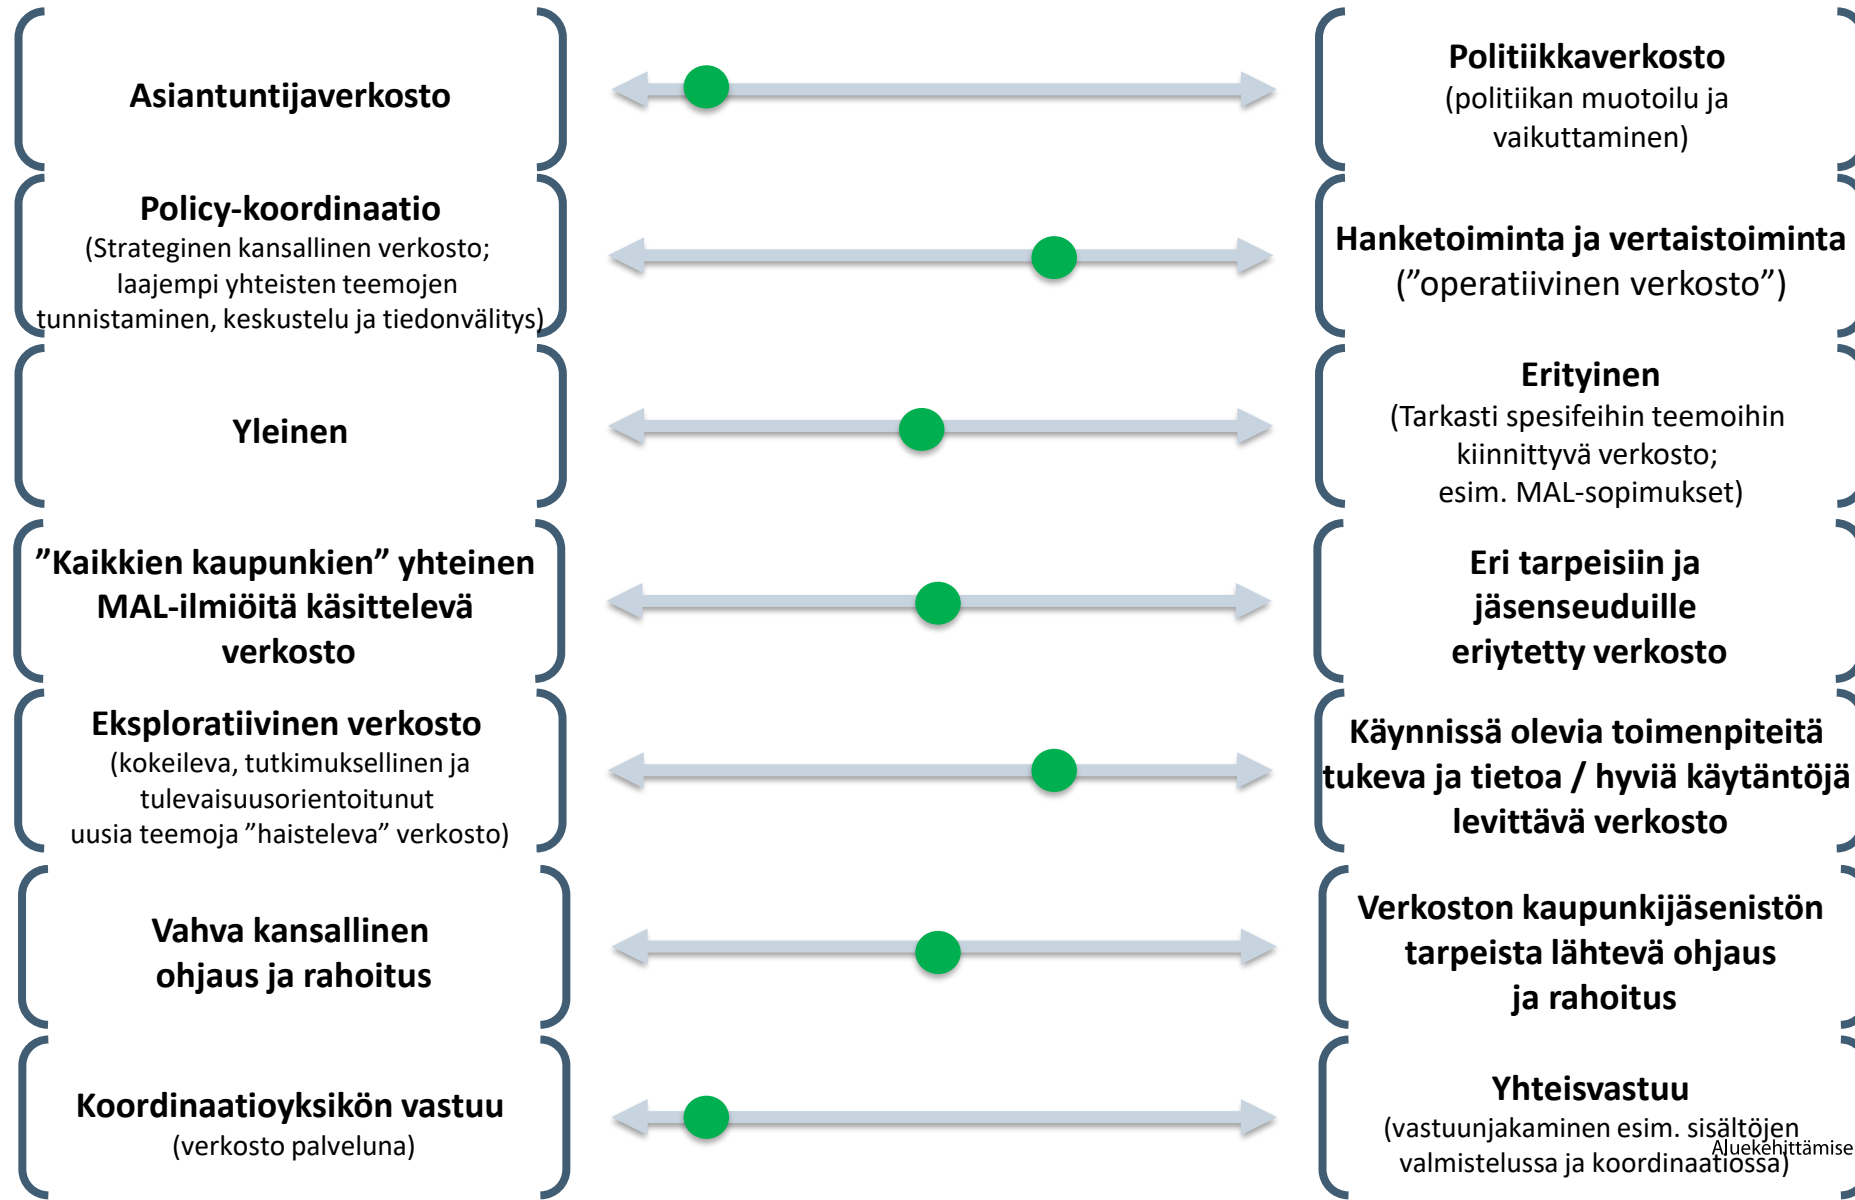 Asiantuntijaverkosto
Politiikkaverkosto
(politiikan muotoilu ja
vaikuttaminen)
Policy-koordinaatio
(Strateginen kansallinen verkosto;
laajempi yhteisten teemojen
tunnistaminen, keskustelu ja tiedonvälitys)
Hanketoiminta ja vertaistoiminta
(”operatiivinen verkosto”)
Yleinen
Erityinen
(Tarkasti spesifeihin teemoihin
kiinnittyvä verkosto;
esim. MAL-sopimukset)
”Kaikkien kaupunkien” yhteinen
MAL-ilmiöitä käsittelevä
verkosto
Eri tarpeisiin ja
jäsenseuduille
eriytetty verkosto
Eksploratiivinen verkosto
(kokeileva, tutkimuksellinen ja
tulevaisuusorientoitunut
uusia teemoja ”haisteleva” verkosto)
Käynnissä olevia toimenpiteitä
tukeva ja tietoa / hyviä käytäntöjä
levittävä verkosto
Vahva kansallinen
ohjaus ja rahoitus
Verkoston kaupunkijäsenistön
tarpeista lähtevä ohjaus
ja rahoitus
Koordinaatioyksikön vastuu
(verkosto palveluna)
Yhteisvastuu
(vastuunjakaminen esim. sisältöjen
valmistelussa ja koordinaatiossa)
Aluekehittämise